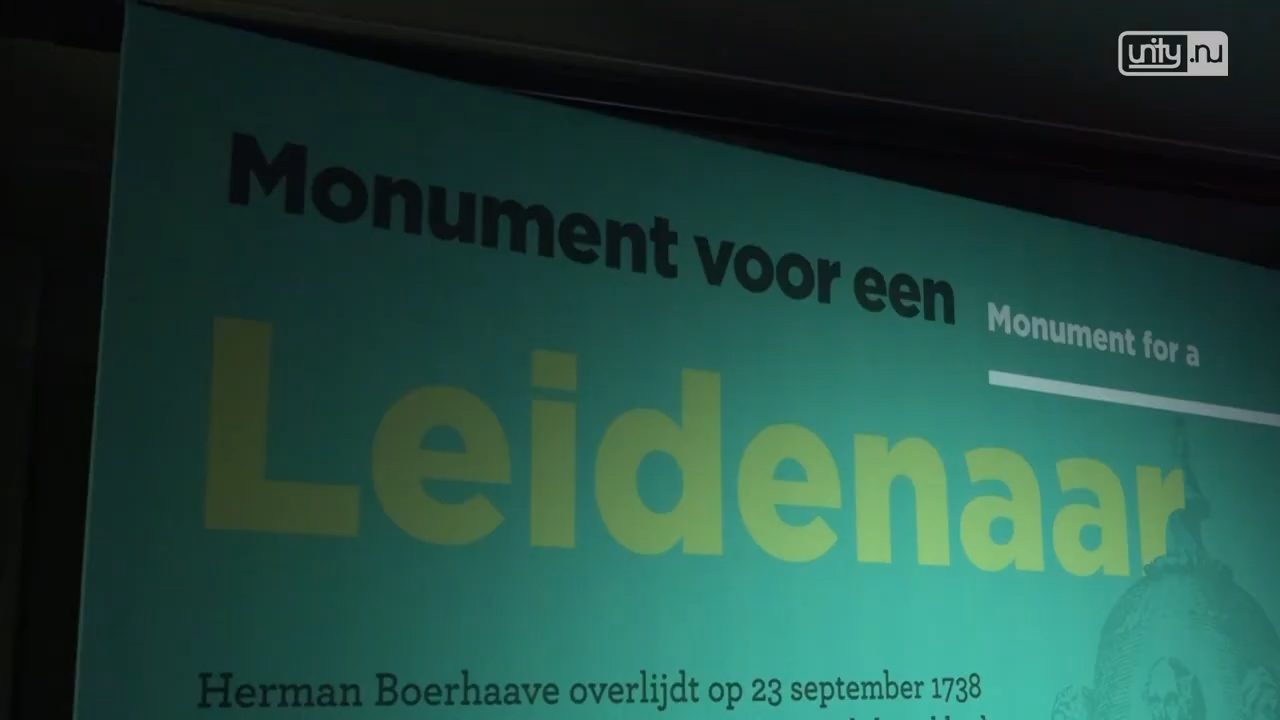 unity.nu
Monument voor een
Monument for a
Leidenaar
Herman Boerhaave overlijdt op 23 september 1738